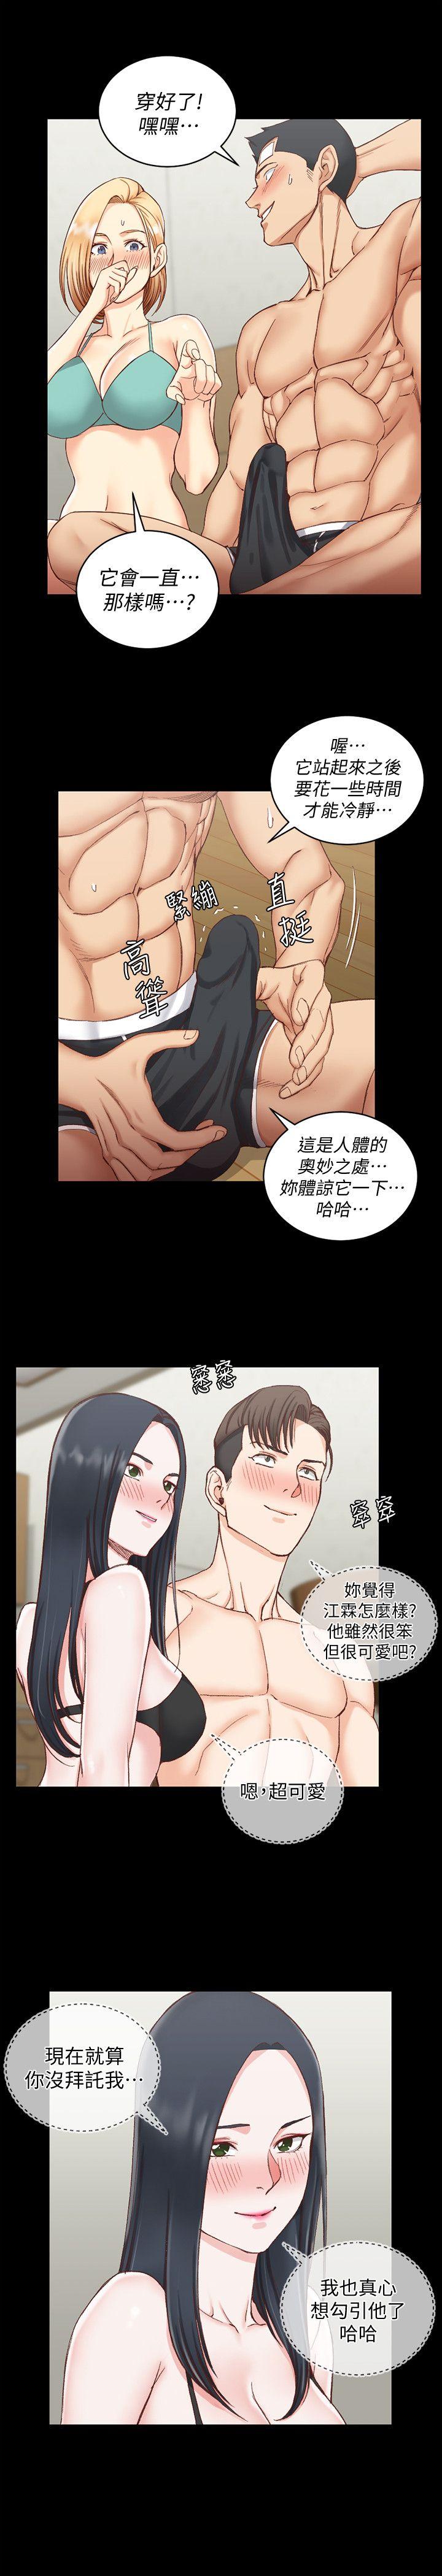 穿好了!
嘿嘿…
它會一直…
那樣嗎…?
喔…
它站起來之後
要花一些時間
才能冷靜…
緊繃
直挺
高聳
這是人體的
奧妙之處…
妳體諒它一下…
哈哈…
窸窸
窣窣
妳覺得
江霖怎麼樣?
他雖然很笨
但很可愛吧?
嗯,超可愛
現在就算
你沒拜託我…
我也真心
想勾引他了
哈哈